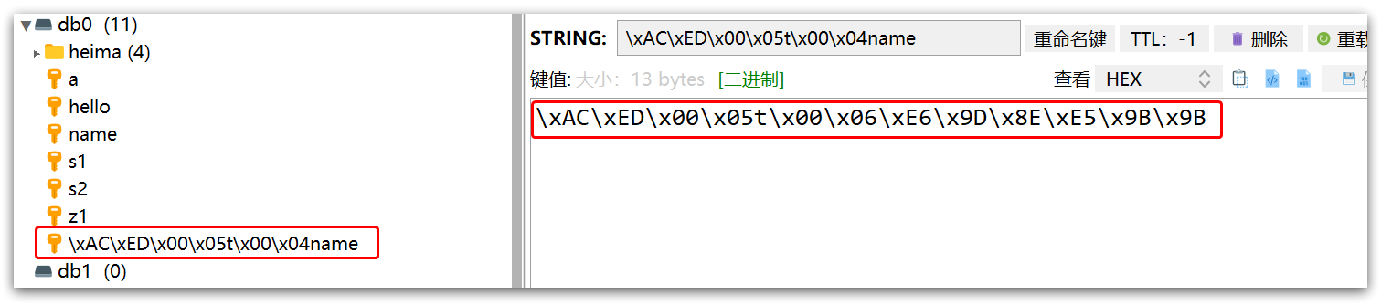 db0 (11)
heima (4)
a
hello
name
s1
s2
z1
\xAC\xED\x00\x05t\x00\x04name
db1 (0)
STRING: \xAC\xED\x00\x05t\x00\x04name 重命名键 TTL: -1 删除 重载
键值: 大小: 13 bytes [二进制] 查看 HEX
\xAC\xED\x00\x05t\x00\x06\xE6\x9D\x8E\xE5\x9B\x9B